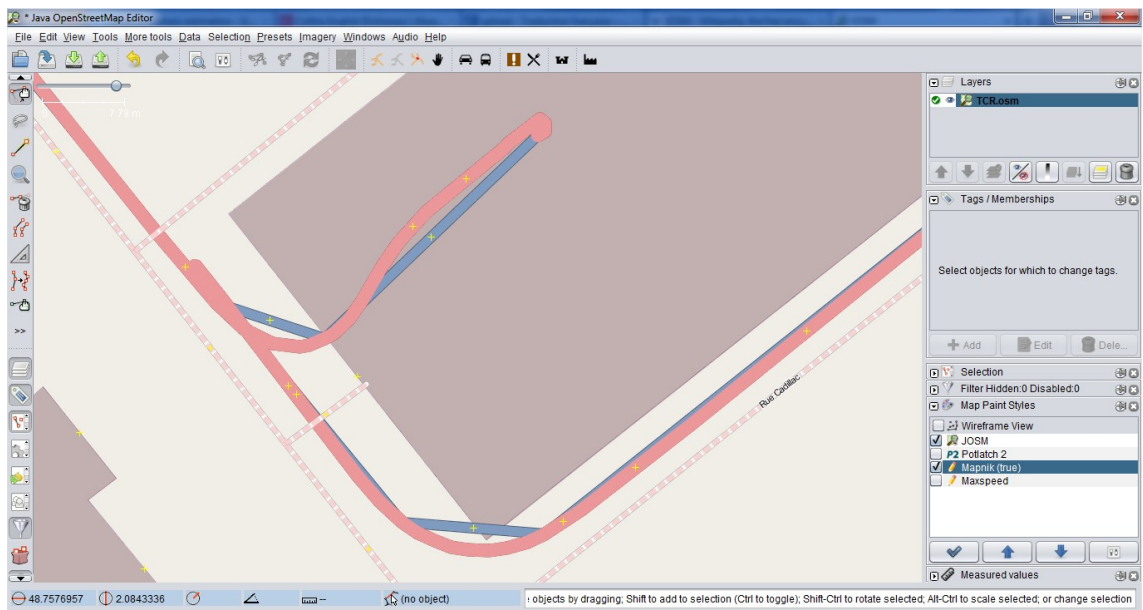 * Java OpenStreetMap Editor
File Edit View Tools More tools Data Selection Presets Imagery Windows Audio Help
7.75 m
Rue Cadillac
>>
Layers
TCR.osm
Tags / Memberships
Select objects for which to change tags.
Add Edit Dele...
Selection
Filter Hidden:0 Disabled:0
Map Paint Styles
Wireframe View
JOSM
P2 Potlatch 2
Mapnik (true)
Maxspeed
Measured values
48.7576957 2.0843336 -- (no object) objects by dragging; Shift to add to selection (Ctrl to toggle); Shift-Ctrl to rotate selected; Alt-Ctrl to scale selected; or change selection